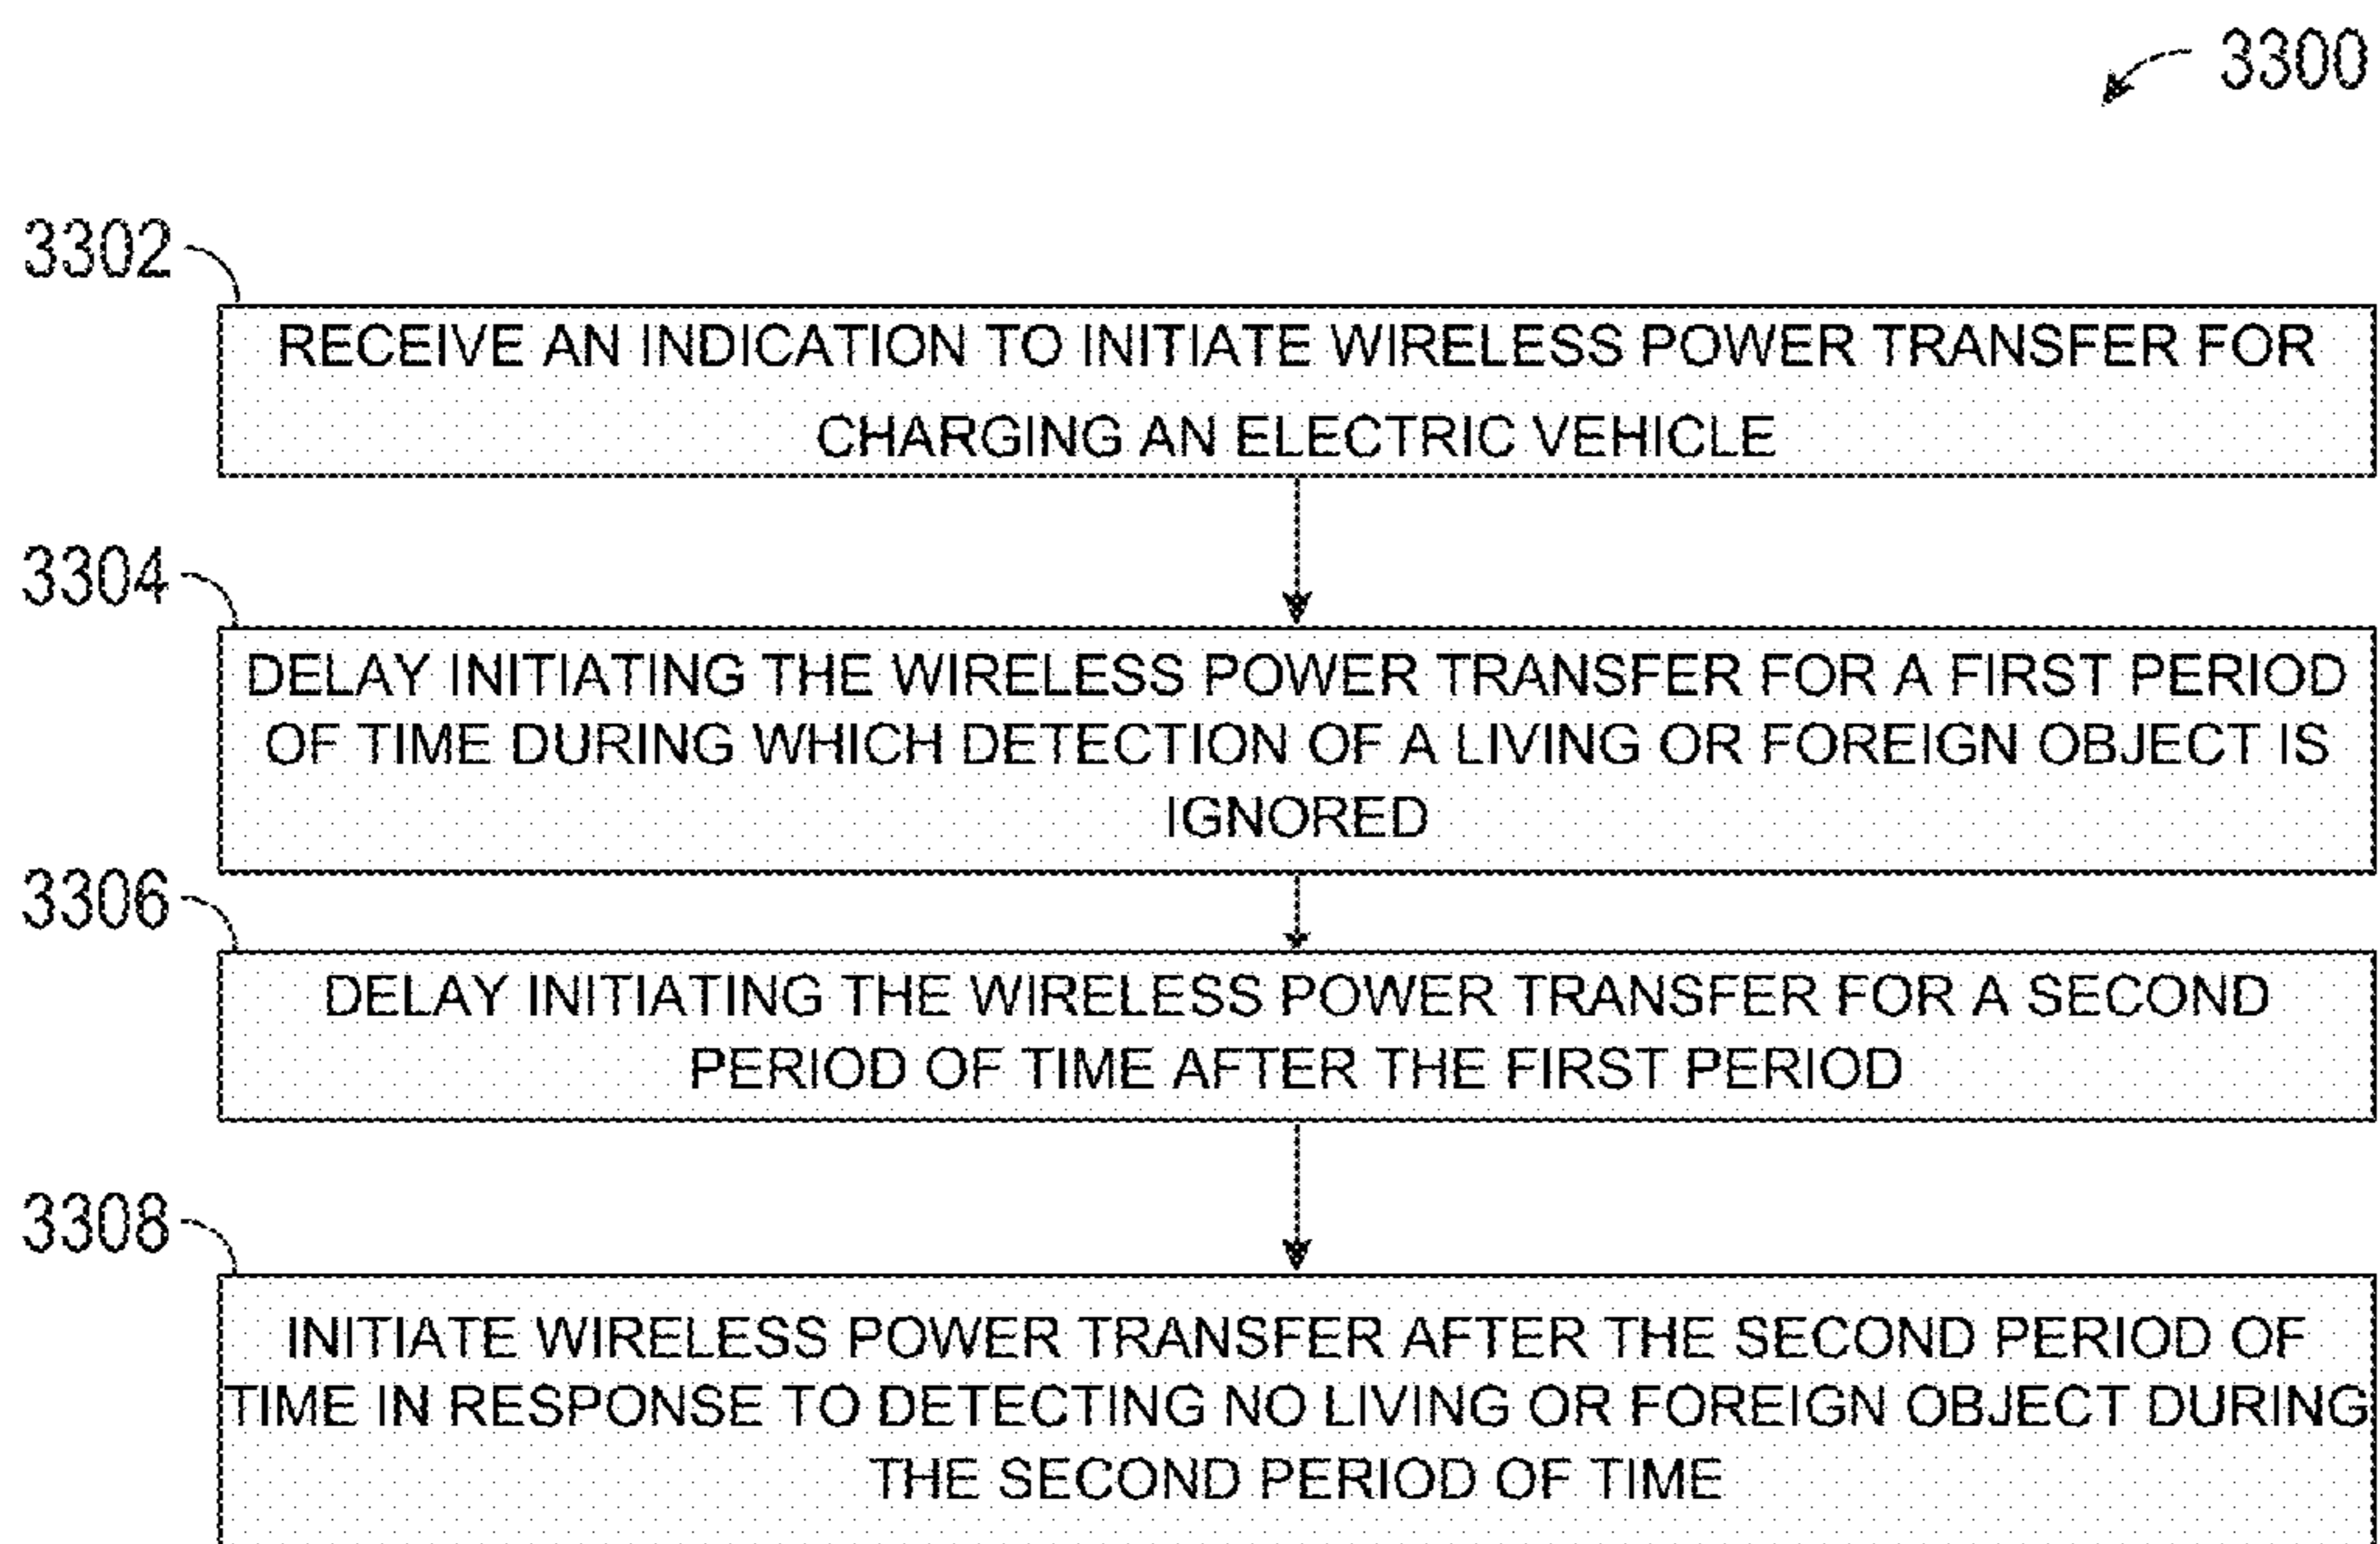 3300
3302
RECEIVE AN INDICATION TO INITIATE WIRELESS POWER TRANSFER FOR
CHARGING AN ELECTRIC VEHICLE
3304
DELAY INITIATING THE WIRELESS POWER TRANSFER FOR A FIRST PERIOD
OF TIME DURING WHICH DETECTION OF A LIVING OR FOREIGN OBJECT IS
IGNORED
3306
DELAY INITIATING THE WIRELESS POWER TRANSFER FOR A SECOND
PERIOD OF TIME AFTER THE FIRST PERIOD
3308
INITIATE WIRELESS POWER TRANSFER AFTER THE SECOND PERIOD OF
TIME IN RESPONSE TO DETECTING NO LIVING OR FOREIGN OBJECT DURING
THE SECOND PERIOD OF TIME